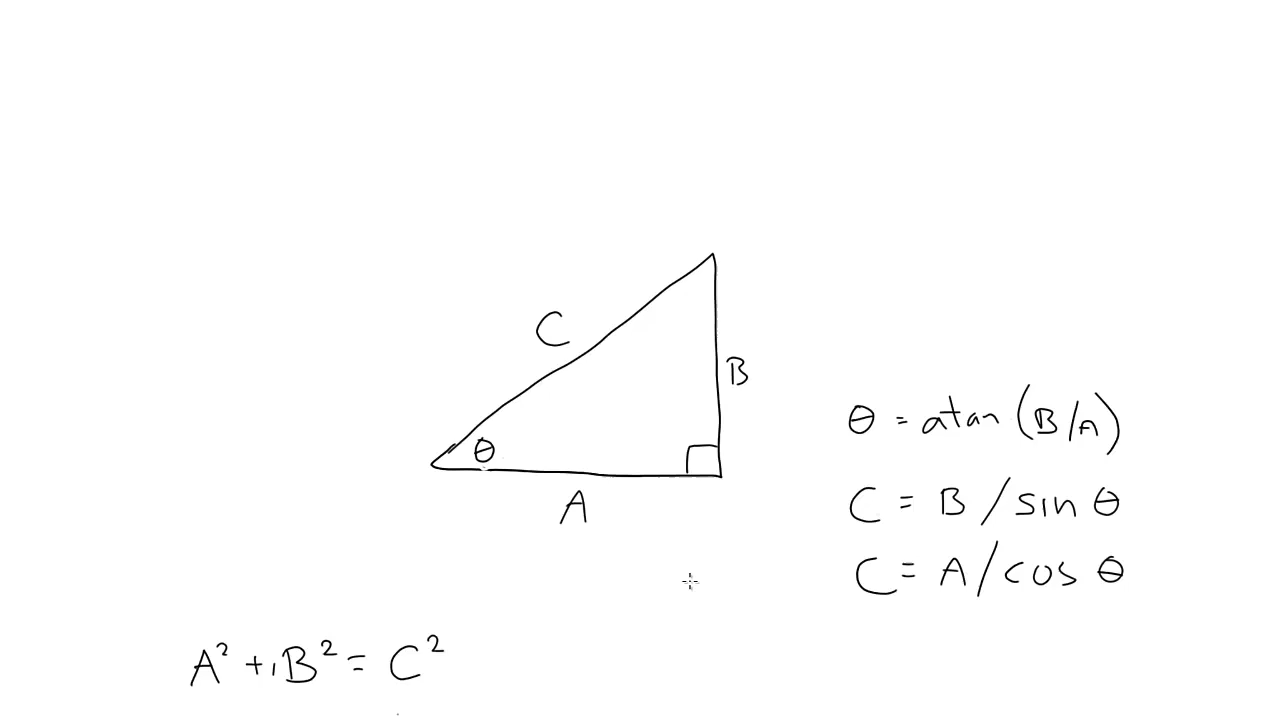 C
B
θ
A
θ = atan (B/A)
C = B / sin θ
C = A / cos θ
A² + B² = C²